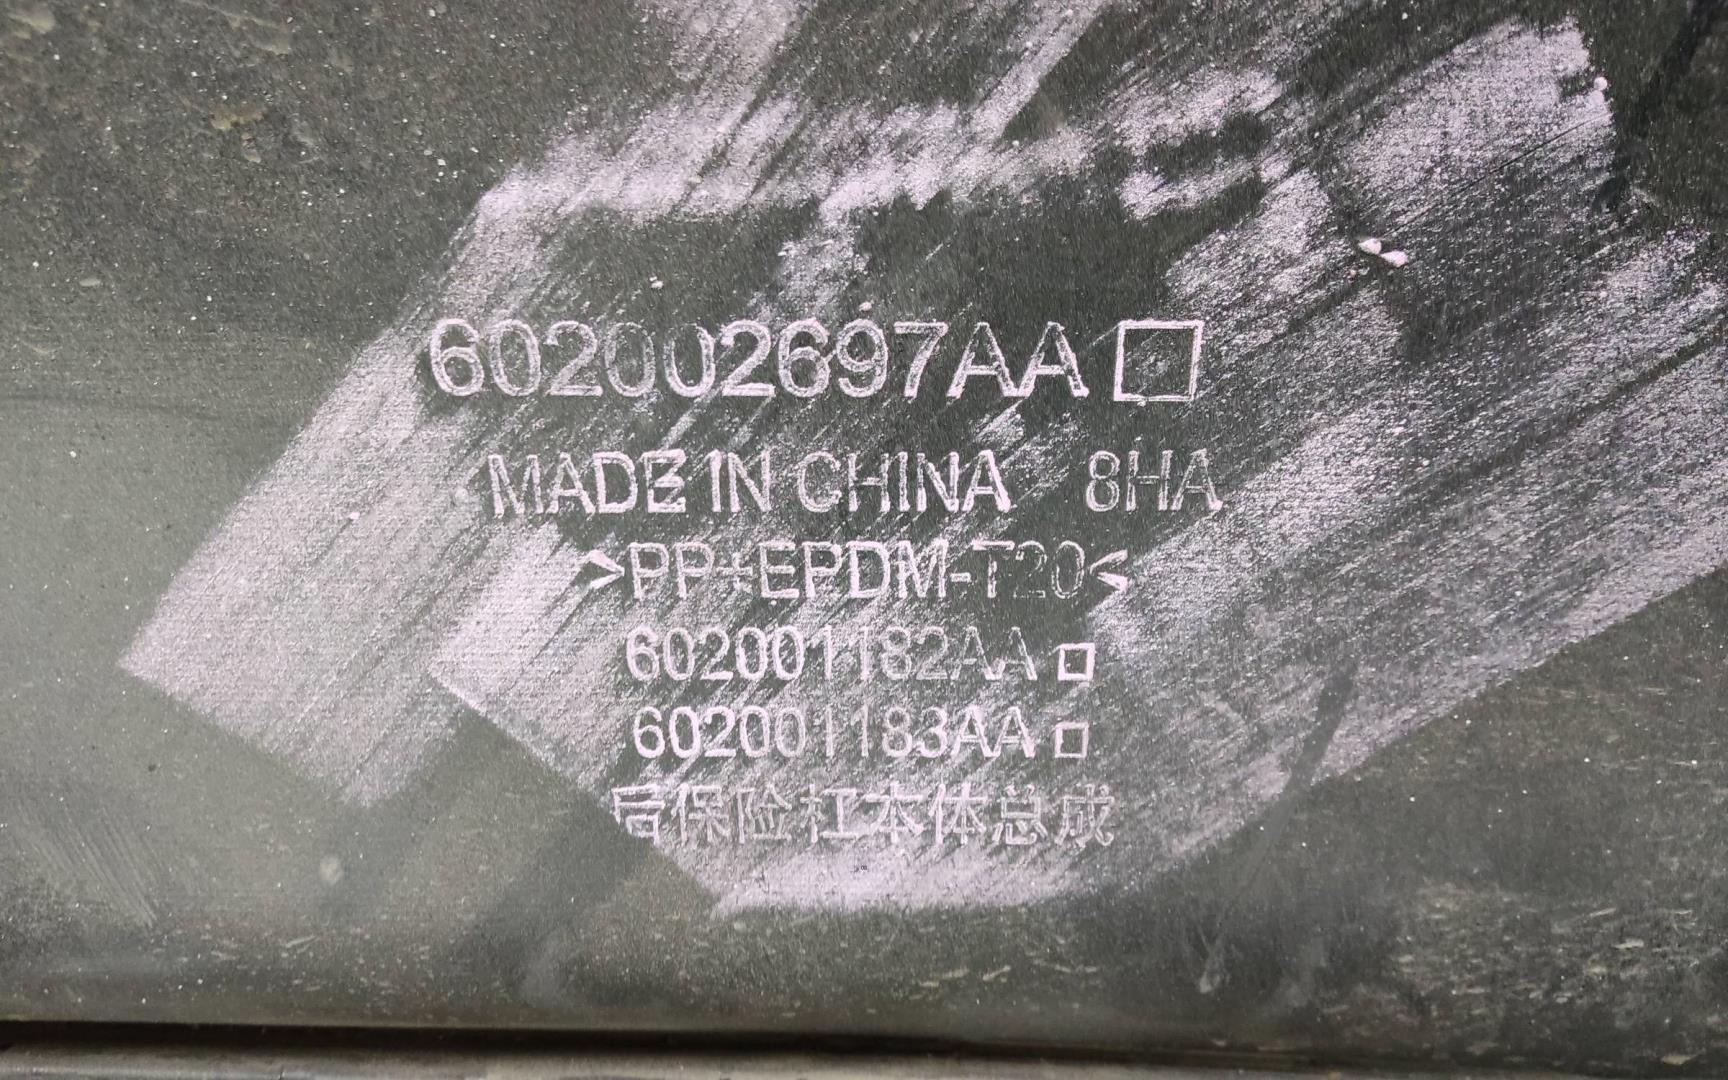 602002697AA □
MADE IN CHINA 8HA
>PP+EPDM-T20<
602001182AA □
602001183AA □
后保险杠本体总成